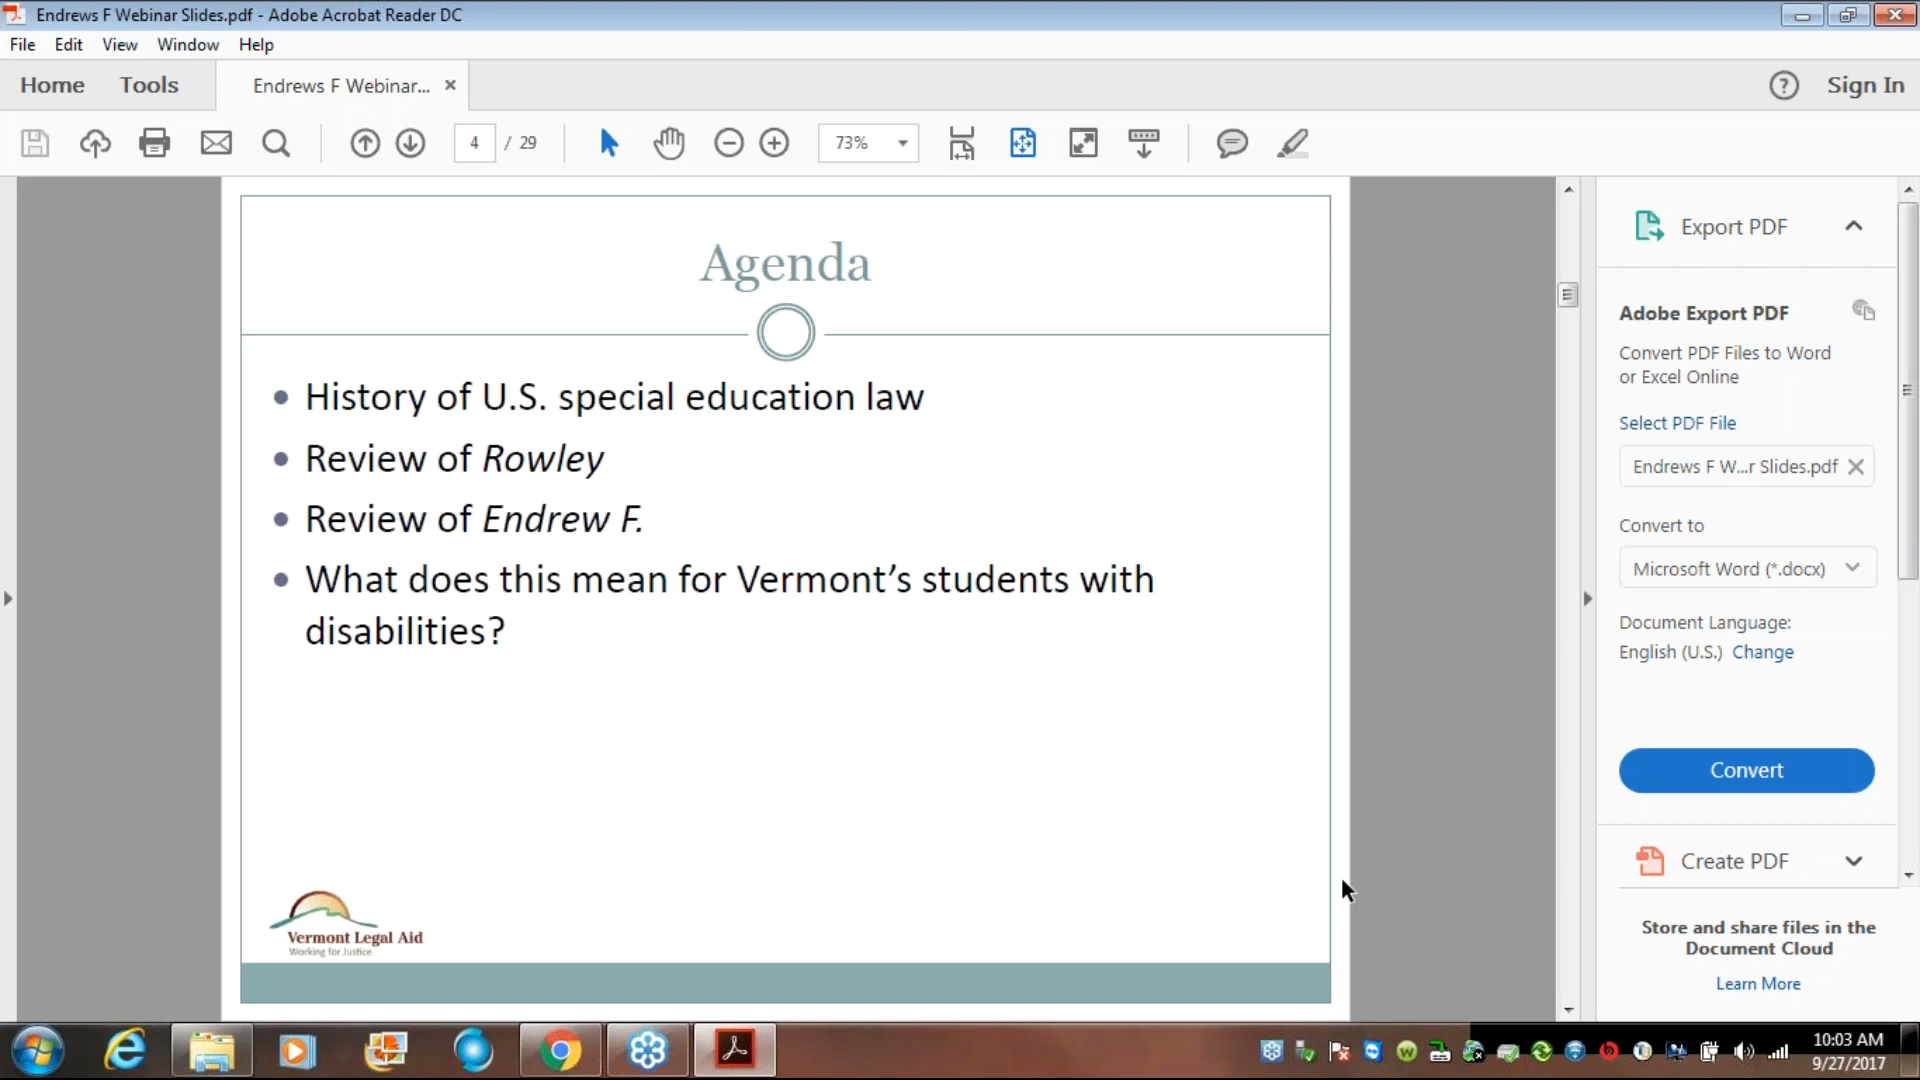 Endrews F Webinar Slides.pdf - Adobe Acrobat Reader DC
File Edit View Window Help
Home Tools Endrews F Webinar... × ? Sign In
4 / 29 73%
Agenda
• History of U.S. special education law
• Review of Rowley
• Review of Endrew F.
• What does this mean for Vermont’s students with
disabilities?
Vermont Legal Aid
Working for Justice
Export PDF
Adobe Export PDF
Convert PDF Files to Word
or Excel Online
Select PDF File
Endrews F W...r Slides.pdf
Convert to
Microsoft Word (*.docx)
Document Language:
English (U.S.) Change
Convert
Create PDF
Store and share files in the
Document Cloud
Learn More
10:03 AM
9/27/2017